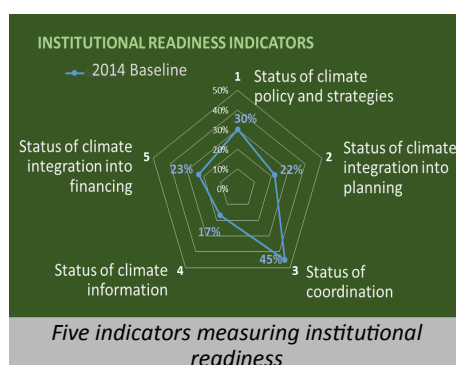 INSTITUTIONAL READINESS INDICATORS
2014 Baseline
1
Status of climate
policy and strategies
50%
40%
30%
20%
10%
0%
30%
2
Status of climate
integration into
planning
22%
3
Status of
coordination
45%
4
Status of climate
information
17%
5
Status of climate
integration into
financing
23%
Five indicators measuring institutional
readiness